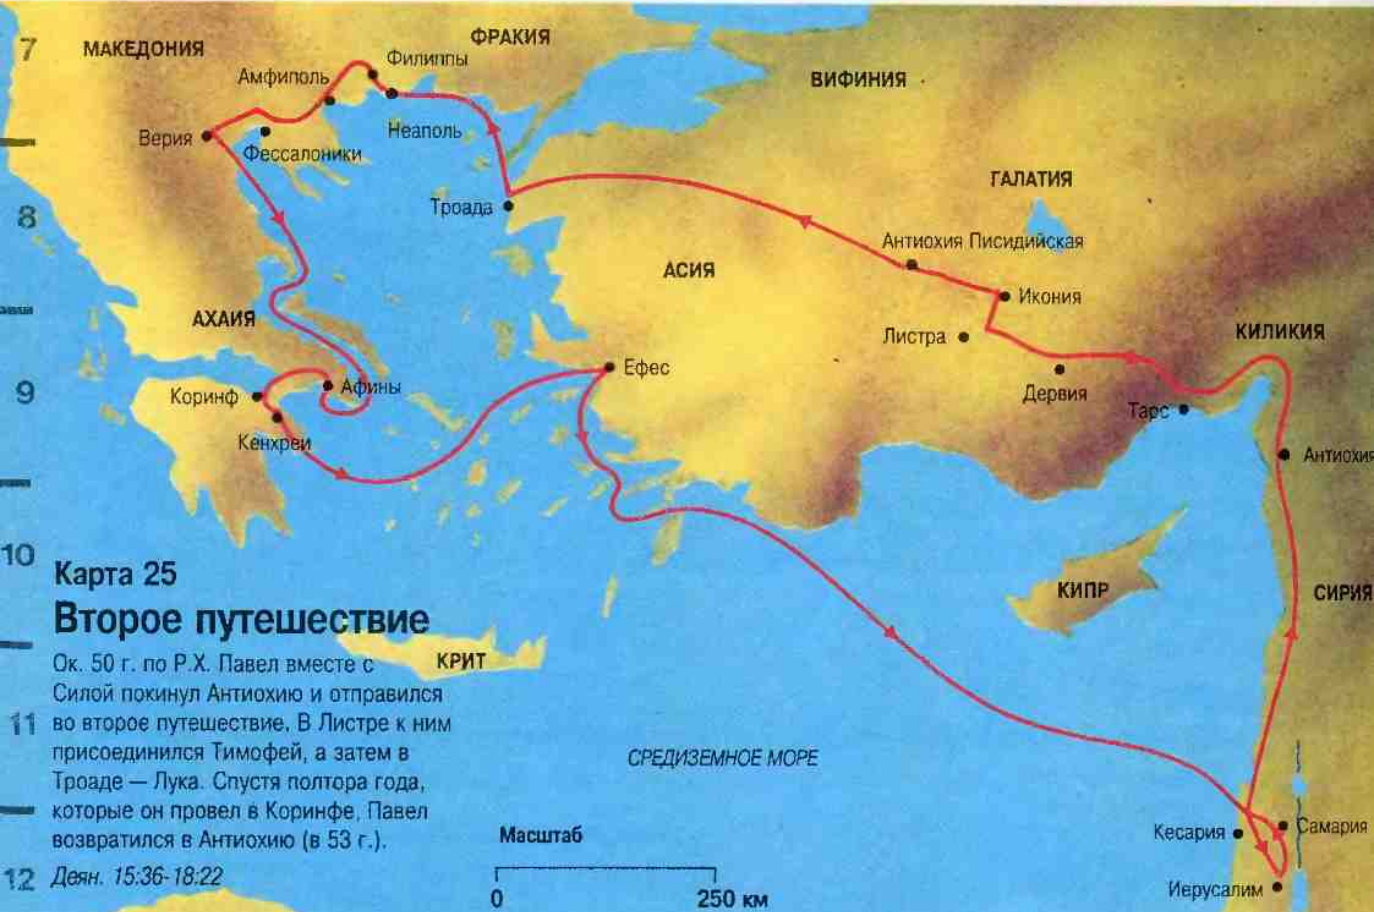 7
МАКЕДОНИЯ
ФРАКИЯ
Филиппы
Амфиполь
ВИФИНИЯ
Неаполь
Верия
Фессалоники
ГАЛАТИЯ
8
Троада
Антиохия Писидийская
АСИЯ
Икония
АХАИЯ
Листра
КИЛИКИЯ
Ефес
9
Коринф
Афины
Дервия
Тарс
Кенхреи
Антиохия
10
Карта 25
Второе путешествие
КИПР
СИРИЯ
КРИТ
Ок. 50 г. по Р.Х. Павел вместе с
Силой покинул Антиохию и отправился
11
во второе путешествие. В Листре к ним
присоединился Тимофей, а затем в
Троаде — Лука. Спустя полтора года,
которые он провел в Коринфе, Павел
возвратился в Антиохию (в 53 г.).
СРЕДИЗЕМНОЕ МОРЕ
Масштаб
Кесария
Самария
12
Деян. 15:36-18:22
0
250 км
Иерусалим